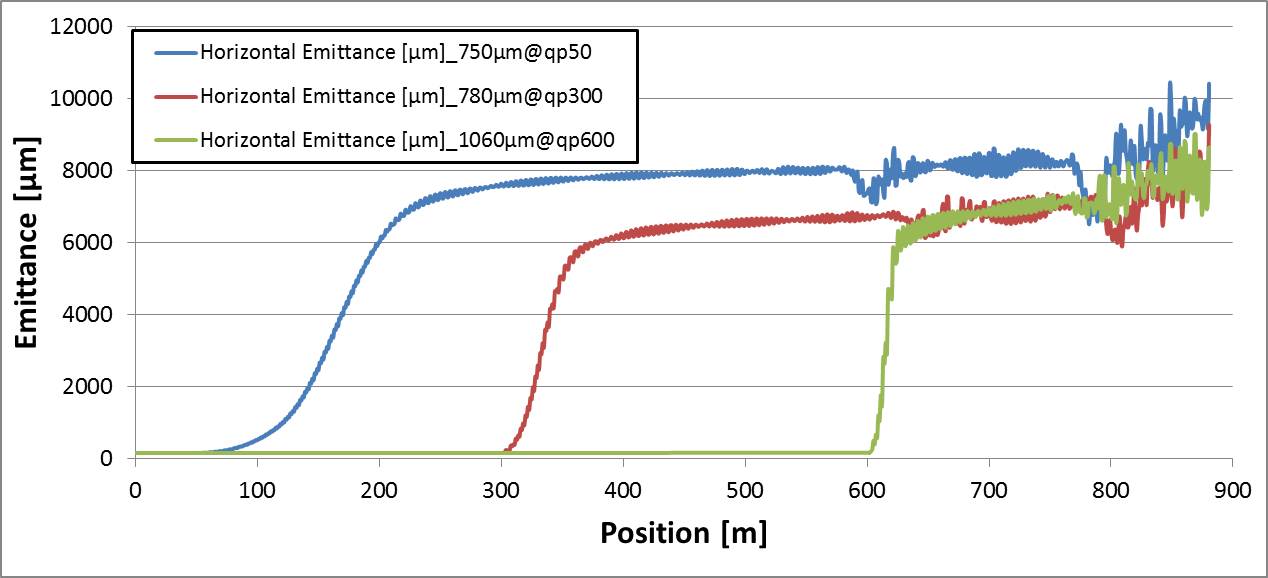 12000
10000
8000
6000
4000
2000
0
Emittance [µm]
Horizontal Emittance [µm]_750µm@qp50
Horizontal Emittance [µm]_780µm@qp300
Horizontal Emittance [µm]_1060µm@qp600
0 100 200 300 400 500 600 700 800 900
Position [m]